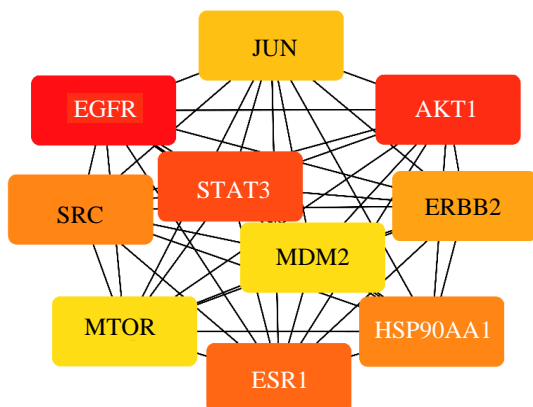 JUN
EGFR
AKT1
STAT3
SRC
ERBB2
MDM2
MTOR
HSP90AA1
ESR1